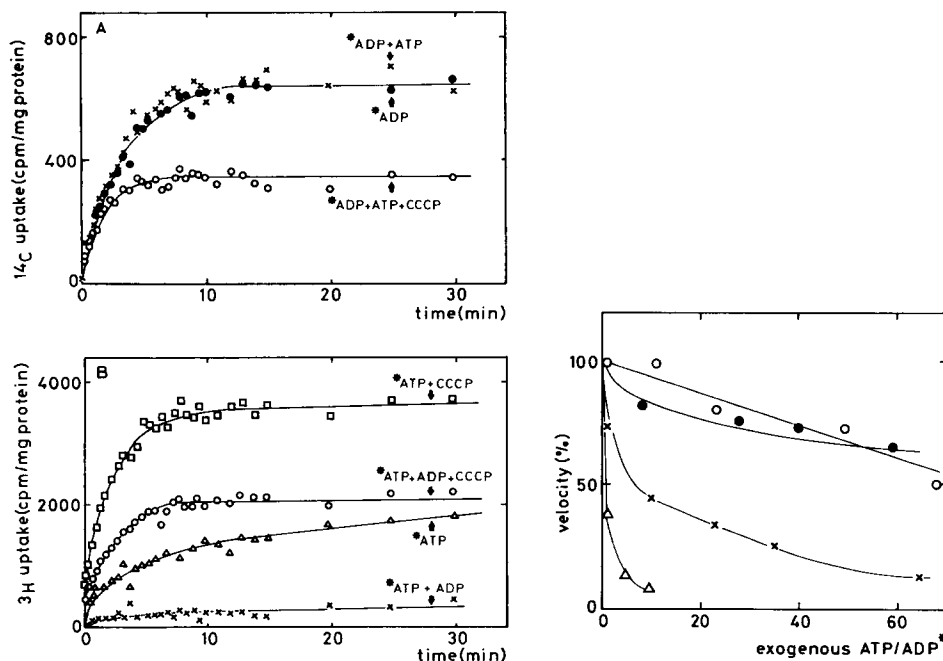 A
800
400
0
¹⁴C uptake (cpm/mg protein)
*ADP+ATP
*ADP
*ADP+ATP+CCCP
0 10 20 30
time(min)
B
4000
2000
0
³H uptake (cpm/mg protein)
*ATP+CCCP
*ATP+ADP+CCCP
*ATP
*ATP + ADP
0 10 20 30
time(min)
100
50
0
velocity (%)
0 20 40 60
exogenous ATP/ADP*